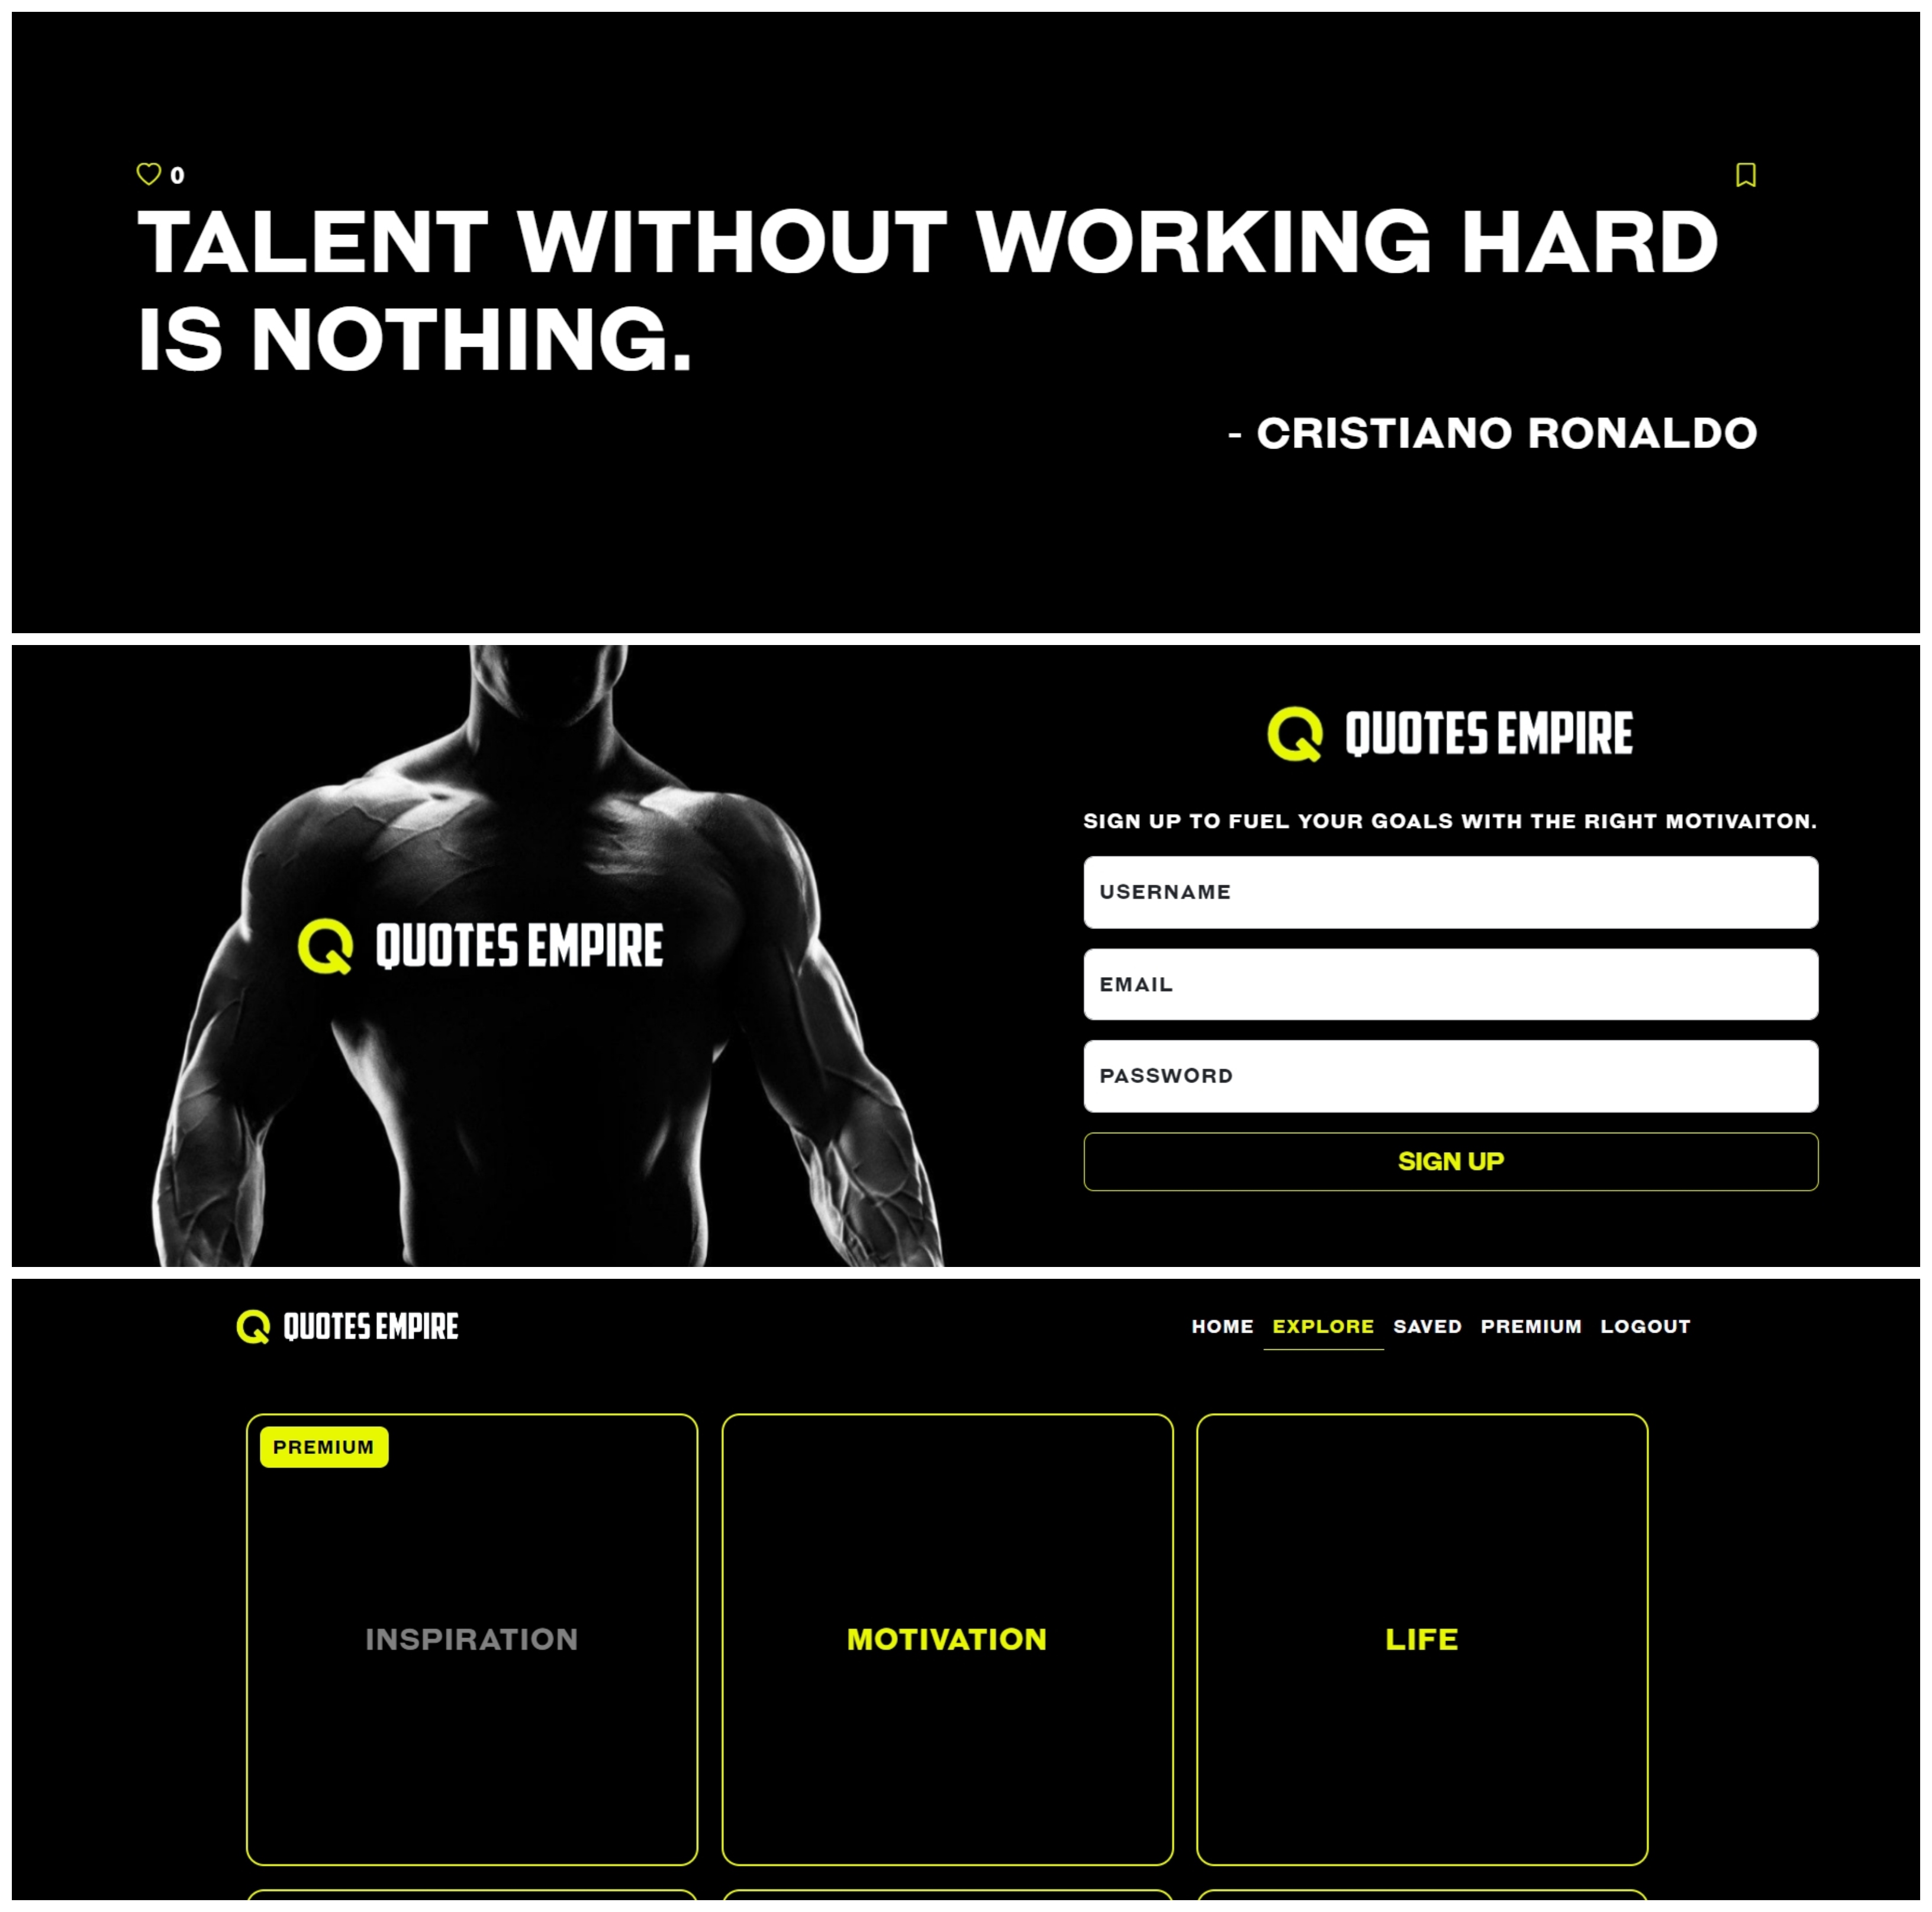 0
TALENT WITHOUT WORKING HARD
IS NOTHING.
- CRISTIANO RONALDO
QUOTES EMPIRE
QUOTES EMPIRE
SIGN UP TO FUEL YOUR GOALS WITH THE RIGHT MOTIVAITON.
USERNAME
EMAIL
PASSWORD
SIGN UP
QUOTES EMPIRE
HOME EXPLORE SAVED PREMIUM LOGOUT
PREMIUM
INSPIRATION
MOTIVATION
LIFE